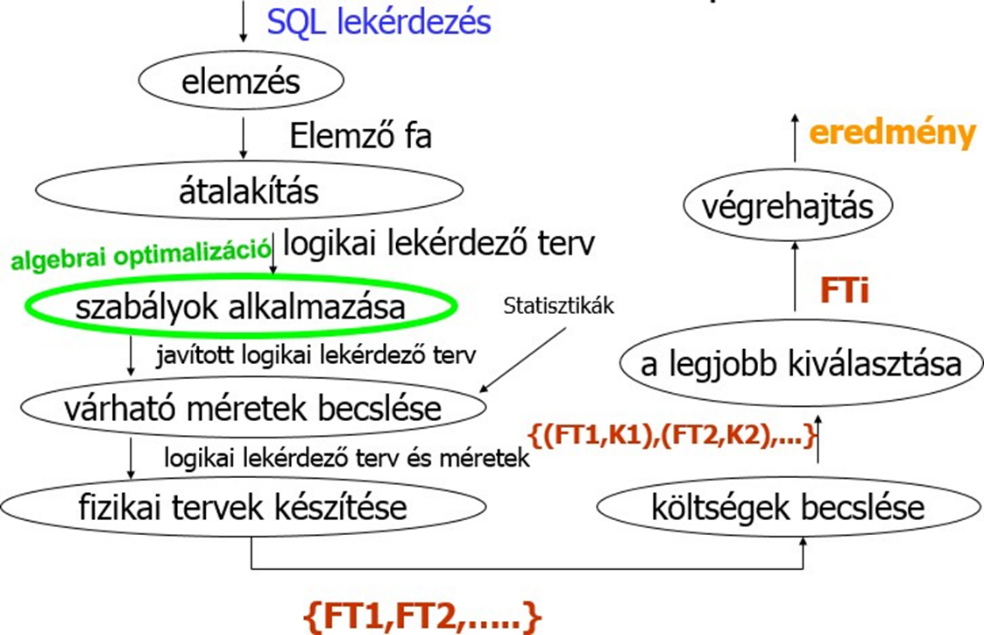 SQL lekérdezés
elemzés
Elemző fa
átalakítás
algebrai optimalizáció
logikai lekérdező terv
szabályok alkalmazása
Statisztikák
javított logikai lekérdező terv
várható méretek becslése
logikai lekérdező terv és méretek
fizikai tervek készítése
{FT1,FT2,.....}
költségek becslése
{(FT1,K1),(FT2,K2),...}
a legjobb kiválasztása
FTi
végrehajtás
eredmény